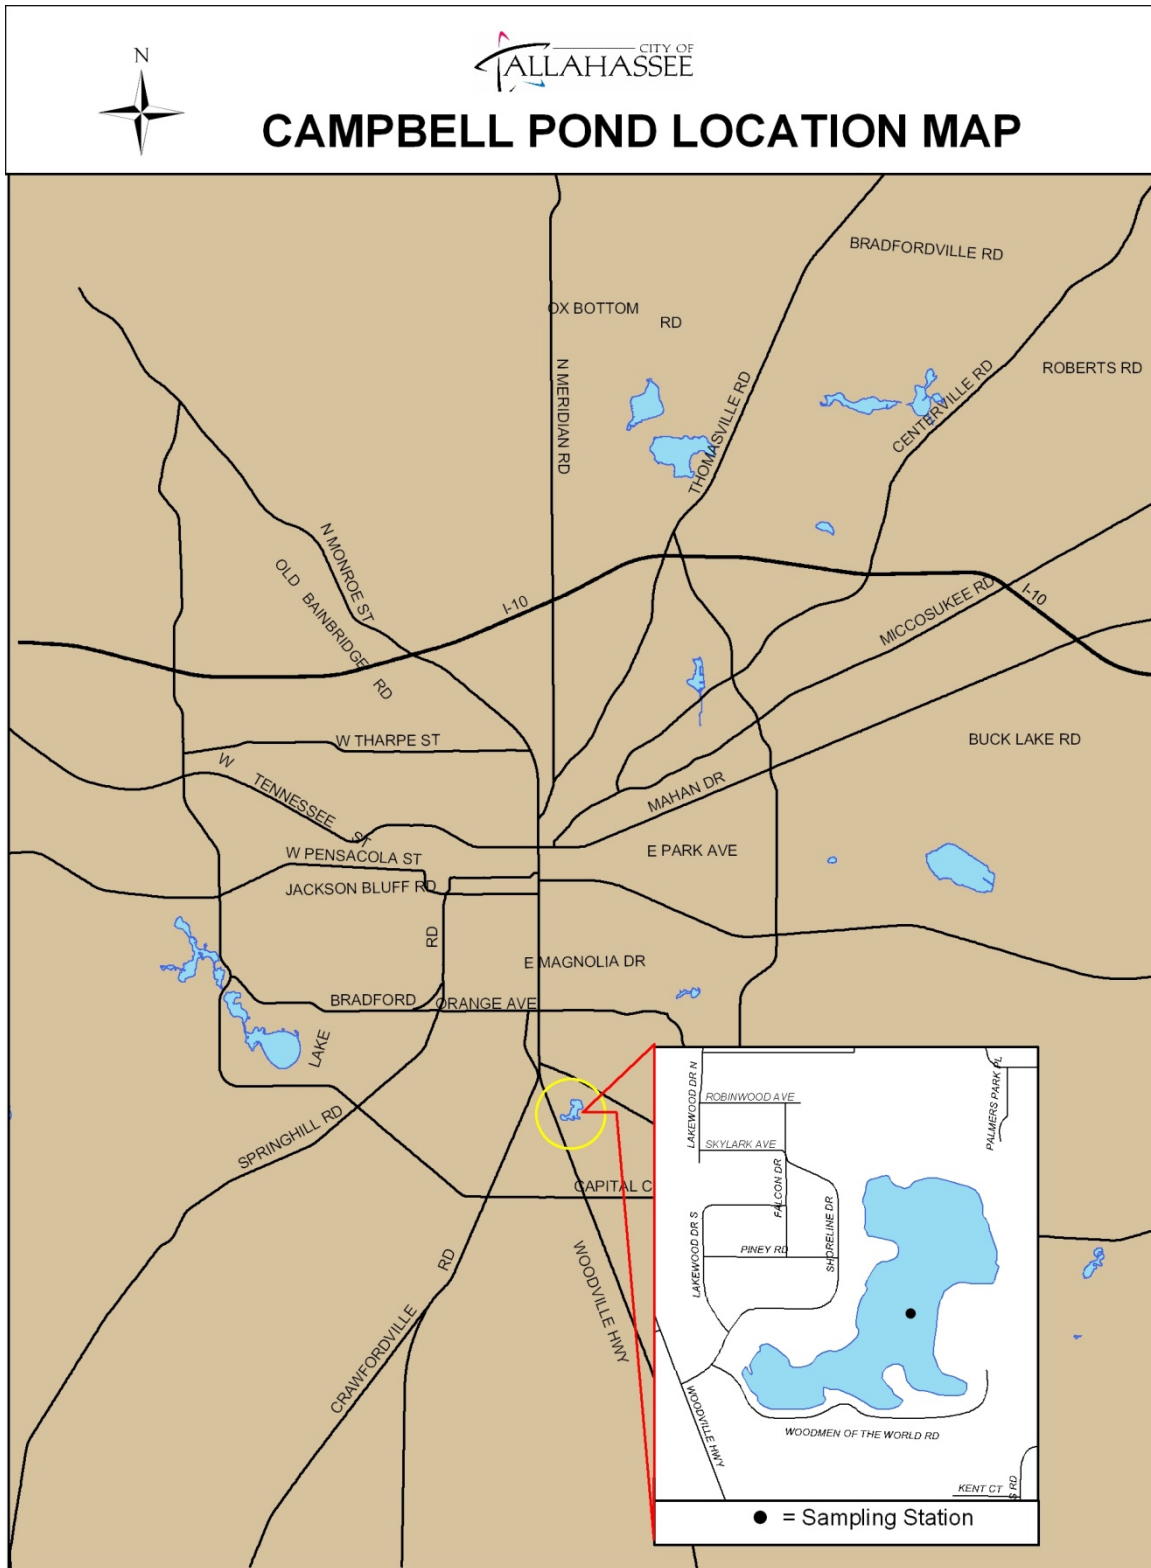 N
CITY OF
TALLAHASSEE
CAMPBELL POND LOCATION MAP
BRADFORDVILLE RD
OX BOTTOM
RD
N MERIDIAN RD
THOMASVILLE RD
CENTERVILLE RD
ROBERTS RD
N MONROE ST
OLD BAINBRIDGE RD
I-10
MICCOSUKEE RD
I-10
W THARPE ST
BUCK LAKE RD
W TENNESSEE ST
MAHAN DR
W PENSACOLA ST
E PARK AVE
JACKSON BLUFF RD
RD
E MAGNOLIA DR
BRADFORD
ORANGE AVE
LAKE
SPRINGHILL RD
CAPITAL C
RD
CRAWFORDVILLE
WOODVILLE HWY
LAKEWOOD DR N
ROBINWOOD AVE
PALMERS PARK PL
SKYLARK AVE
FALCON DR
SHORELINE DR
LAKEWOOD DR S
PINEY RD
WOODVILLE HWY
WOODMEN OF THE WORLD RD
KENT CT
S RD
= Sampling Station